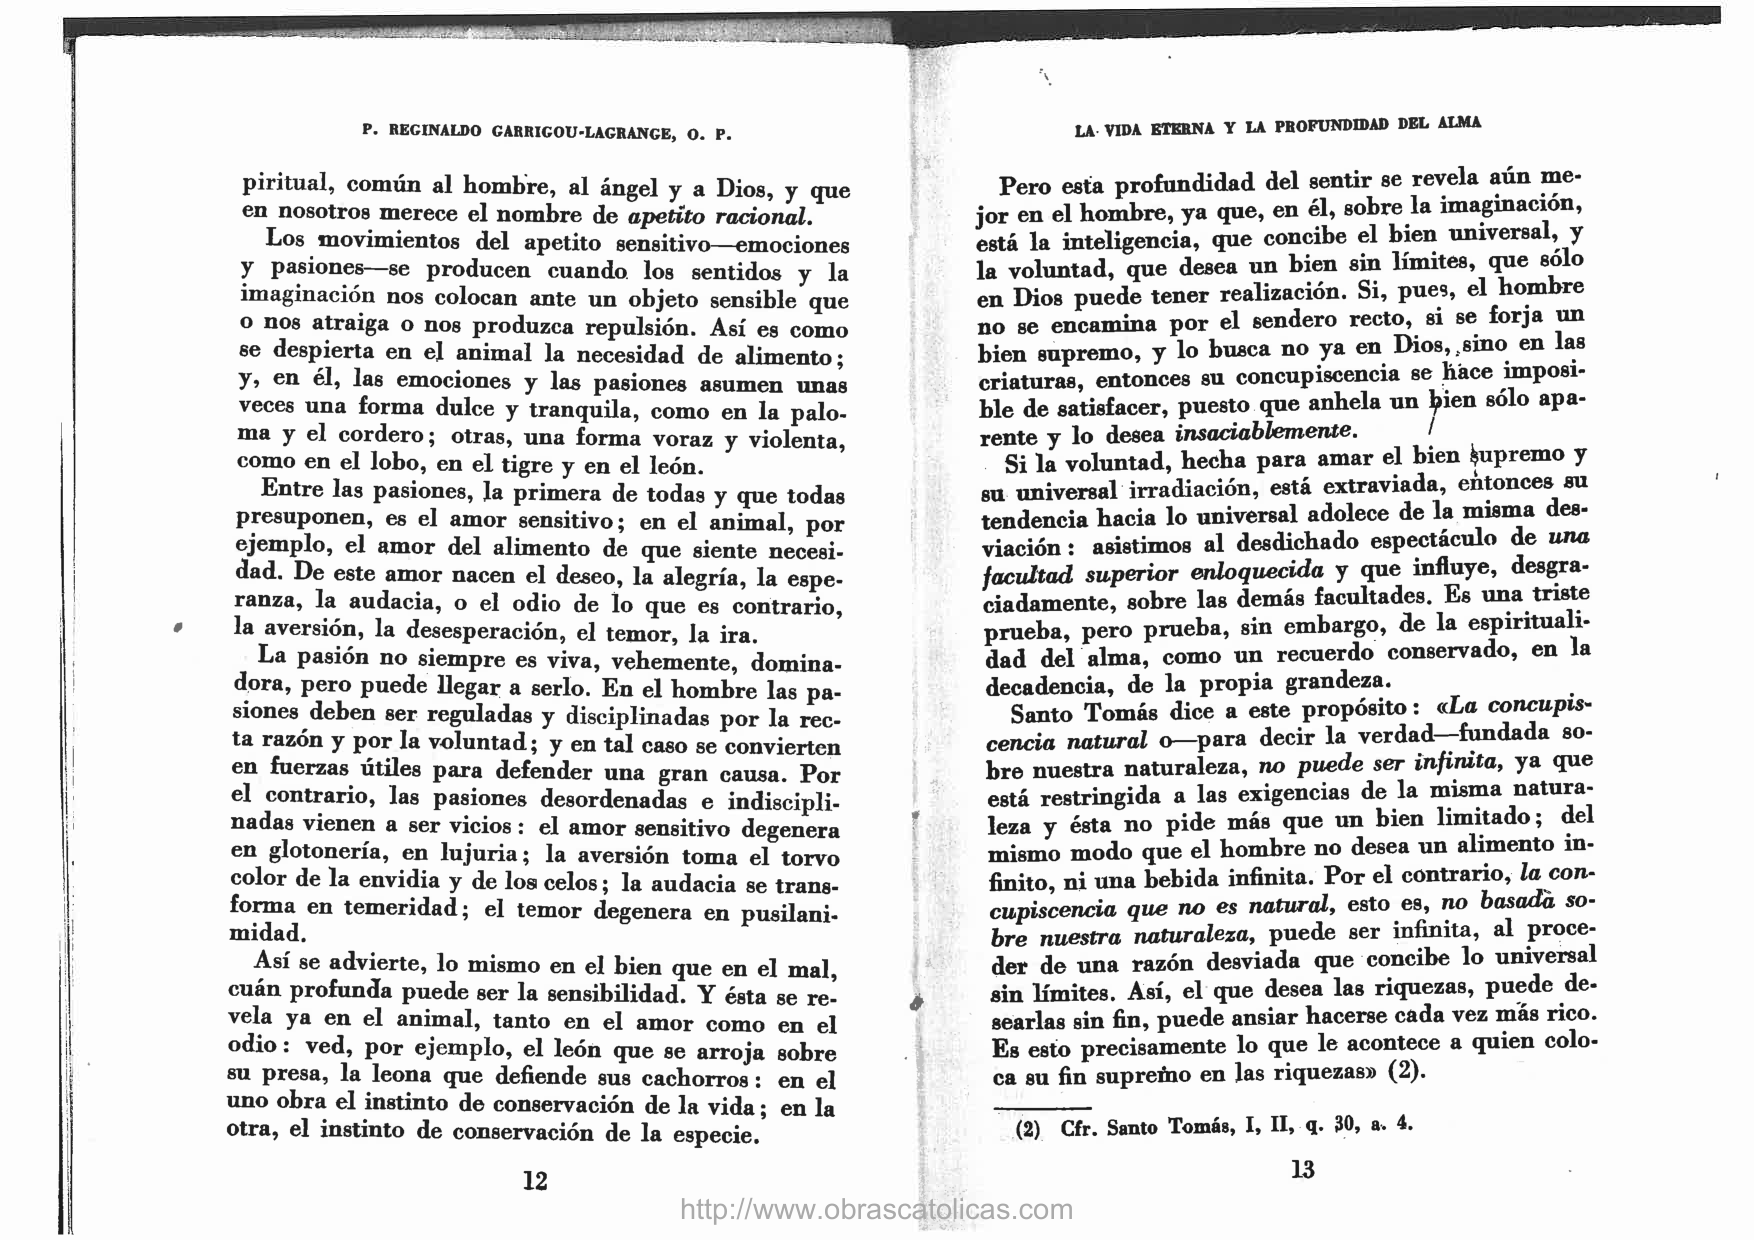 P. REGINALDO GARRIGOU-LAGRANGE, O. P.
piritual, común al hombre, al ángel y a Dios, y que
en nosotros merece el nombre de apetito racional.
Los movimientos del apetito sensitivo—emociones
y pasiones—se producen cuando los sentidos y la
imaginación nos colocan ante un objeto sensible que
o nos atraiga o nos produzca repulsión. Así es como
se despierta en el animal la necesidad de alimento;
y, en él, las emociones y las pasiones asumen unas
veces una forma dulce y tranquila, como en la palo-
ma y el cordero; otras, una forma voraz y violenta,
como en el lobo, en el tigre y en el león.
Entre las pasiones, la primera de todas y que todas
presuponen, es el amor sensitivo; en el animal, por
ejemplo, el amor del alimento de que siente necesi-
dad. De este amor nacen el deseo, la alegría, la espe-
ranza, la audacia, o el odio de lo que es contrario,
la aversión, la desesperación, el temor, la ira.
La pasión no siempre es viva, vehemente, domina-
dora, pero puede llegar a serlo. En el hombre las pa-
siones deben ser reguladas y disciplinadas por la rec-
ta razón y por la voluntad; y en tal caso se convierten
en fuerzas útiles para defender una gran causa. Por
el contrario, las pasiones desordenadas e indiscipli-
nadas vienen a ser vicios: el amor sensitivo degenera
en glotonería, en lujuria; la aversión toma el torvo
color de la envidia y de los celos; la audacia se trans-
forma en temeridad; el temor degenera en pusilani-
midad.
Así se advierte, lo mismo en el bien que en el mal,
cuán profunda puede ser la sensibilidad. Y ésta se re-
vela ya en el animal, tanto en el amor como en el
odio: ved, por ejemplo, el león que se arroja sobre
su presa, la leona que defiende sus cachorros: en el
uno obra el instinto de conservación de la vida; en la
otra, el instinto de conservación de la especie.
12
LA VIDA ETERNA Y LA PROFUNDIDAD DEL ALMA
Pero esta profundidad del sentir se revela aún me-
jor en el hombre, ya que, en él, sobre la imaginación,
está la inteligencia, que concibe el bien universal, y
la voluntad, que desea un bien sin límites, que sólo
en Dios puede tener realización. Si, pues, el hombre
no se encamina por el sendero recto, si se forja un
bien supremo, y lo busca no ya en Dios, sino en las
criaturas, entonces su concupiscencia se hace imposi-
ble de satisfacer, puesto que anhela un bien sólo apa-
rente y lo desea insaciablemente.
Si la voluntad, hecha para amar el bien supremo y
su universal irradiación, está extraviada, entonces su
tendencia hacia lo universal adolece de la misma des-
viación: asistimos al desdichado espectáculo de una
facultad superior enloquecida y que influye, desgra-
ciadamente, sobre las demás facultades. Es una triste
prueba, pero prueba, sin embargo, de la espirituali-
dad del alma, como un recuerdo conservado, en la
decadencia, de la propia grandeza.
Santo Tomás dice a este propósito: «La concupis-
cencia natural o—para decir la verdad—fundada so-
bre nuestra naturaleza, no puede ser infinita, ya que
está restringida a las exigencias de la misma natura-
leza y ésta no pide más que un bien limitado; del
mismo modo que el hombre no desea un alimento in-
finito, ni una bebida infinita. Por el contrario, la con-
cupiscencia que no es natural, esto es, no basada so-
bre nuestra naturaleza, puede ser infinita, al proce-
der de una razón desviada que concibe lo universal
sin límites. Así, el que desea las riquezas, puede de-
searlas sin fin, puede ansiar hacerse cada vez más rico.
Es esto precisamente lo que le acontece a quien colo-
ca su fin supremo en las riquezas» (2).
(2) Cfr. Santo Tomás, I, II, q. 30, a. 4.
13
http://www.obrascatolicas.com